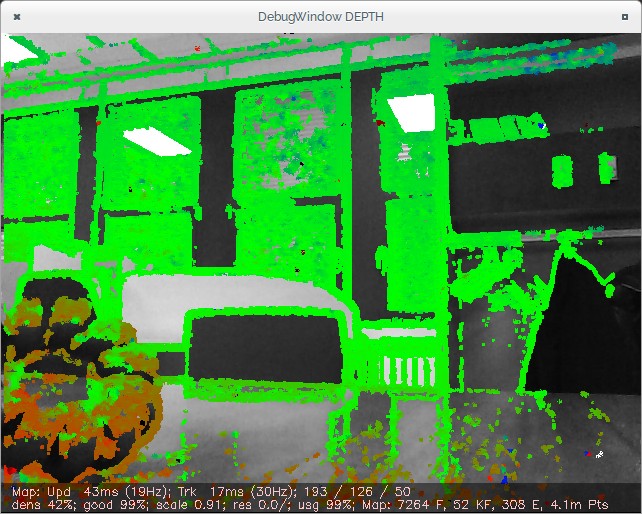 DebugWindow DEPTH
Map: Upd 43ms (19Hz); Trk 17ms (30Hz); 193 / 126 / 50
dens 42%; good 99%; scale 0.91; res 0.0/; usg 99%; Map: 7264 F, 52 KF, 308 E, 4.1m Pts